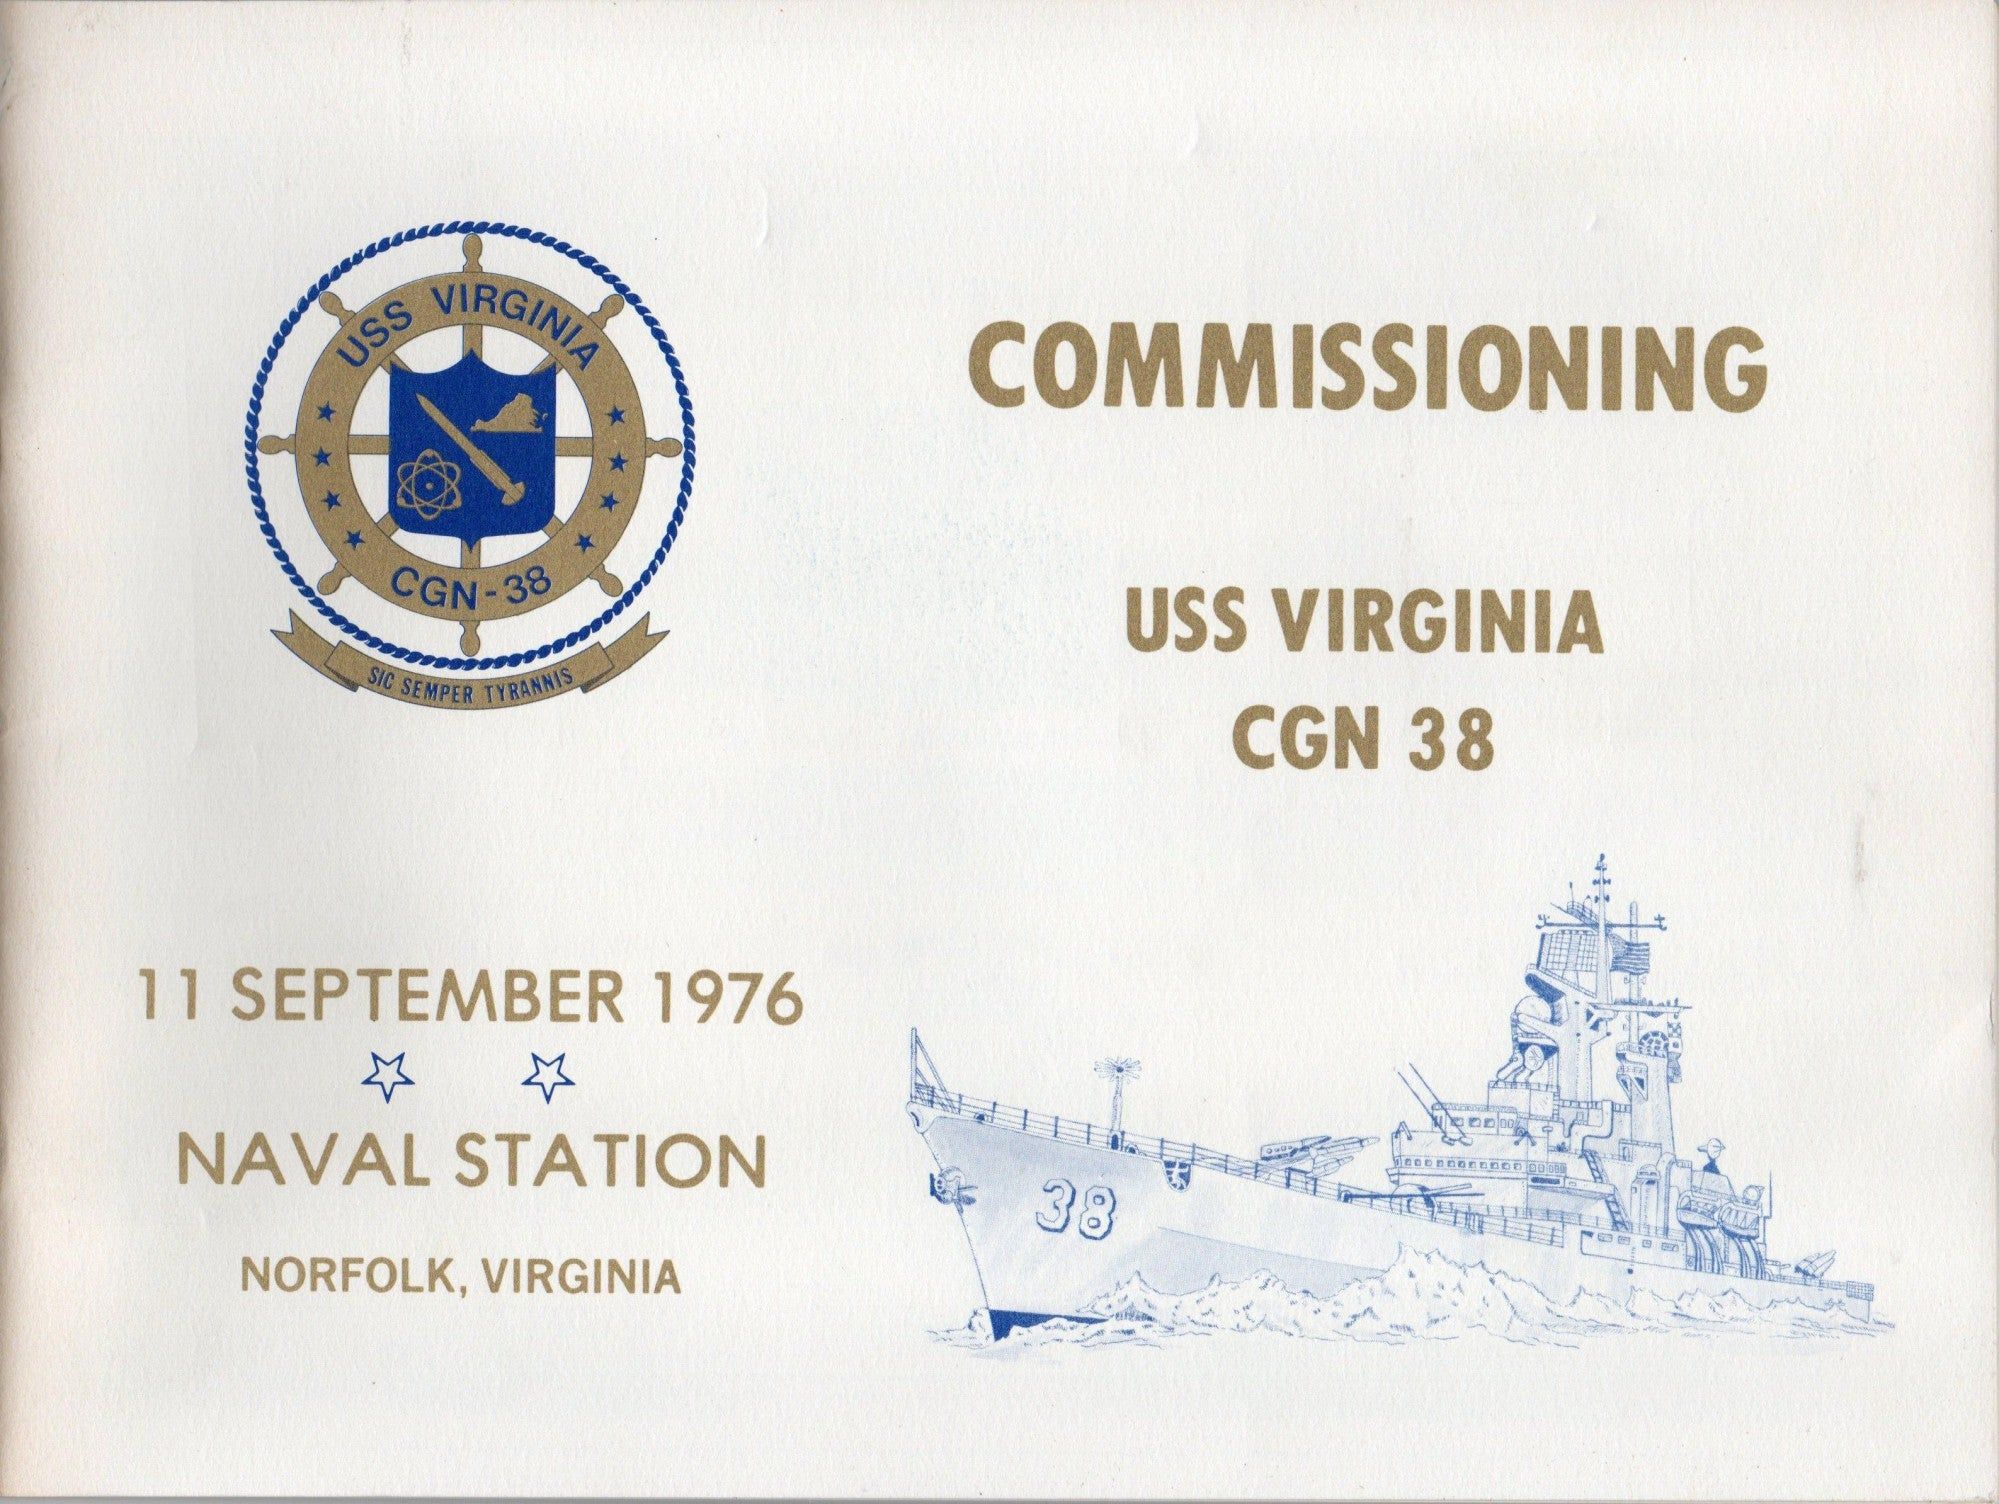 USS VIRGINIA
CGN-38
SIC SEMPER TYRANNIS
COMMISSIONING
USS VIRGINIA
CGN 38
11 SEPTEMBER 1976
NAVAL STATION
NORFOLK, VIRGINIA
38